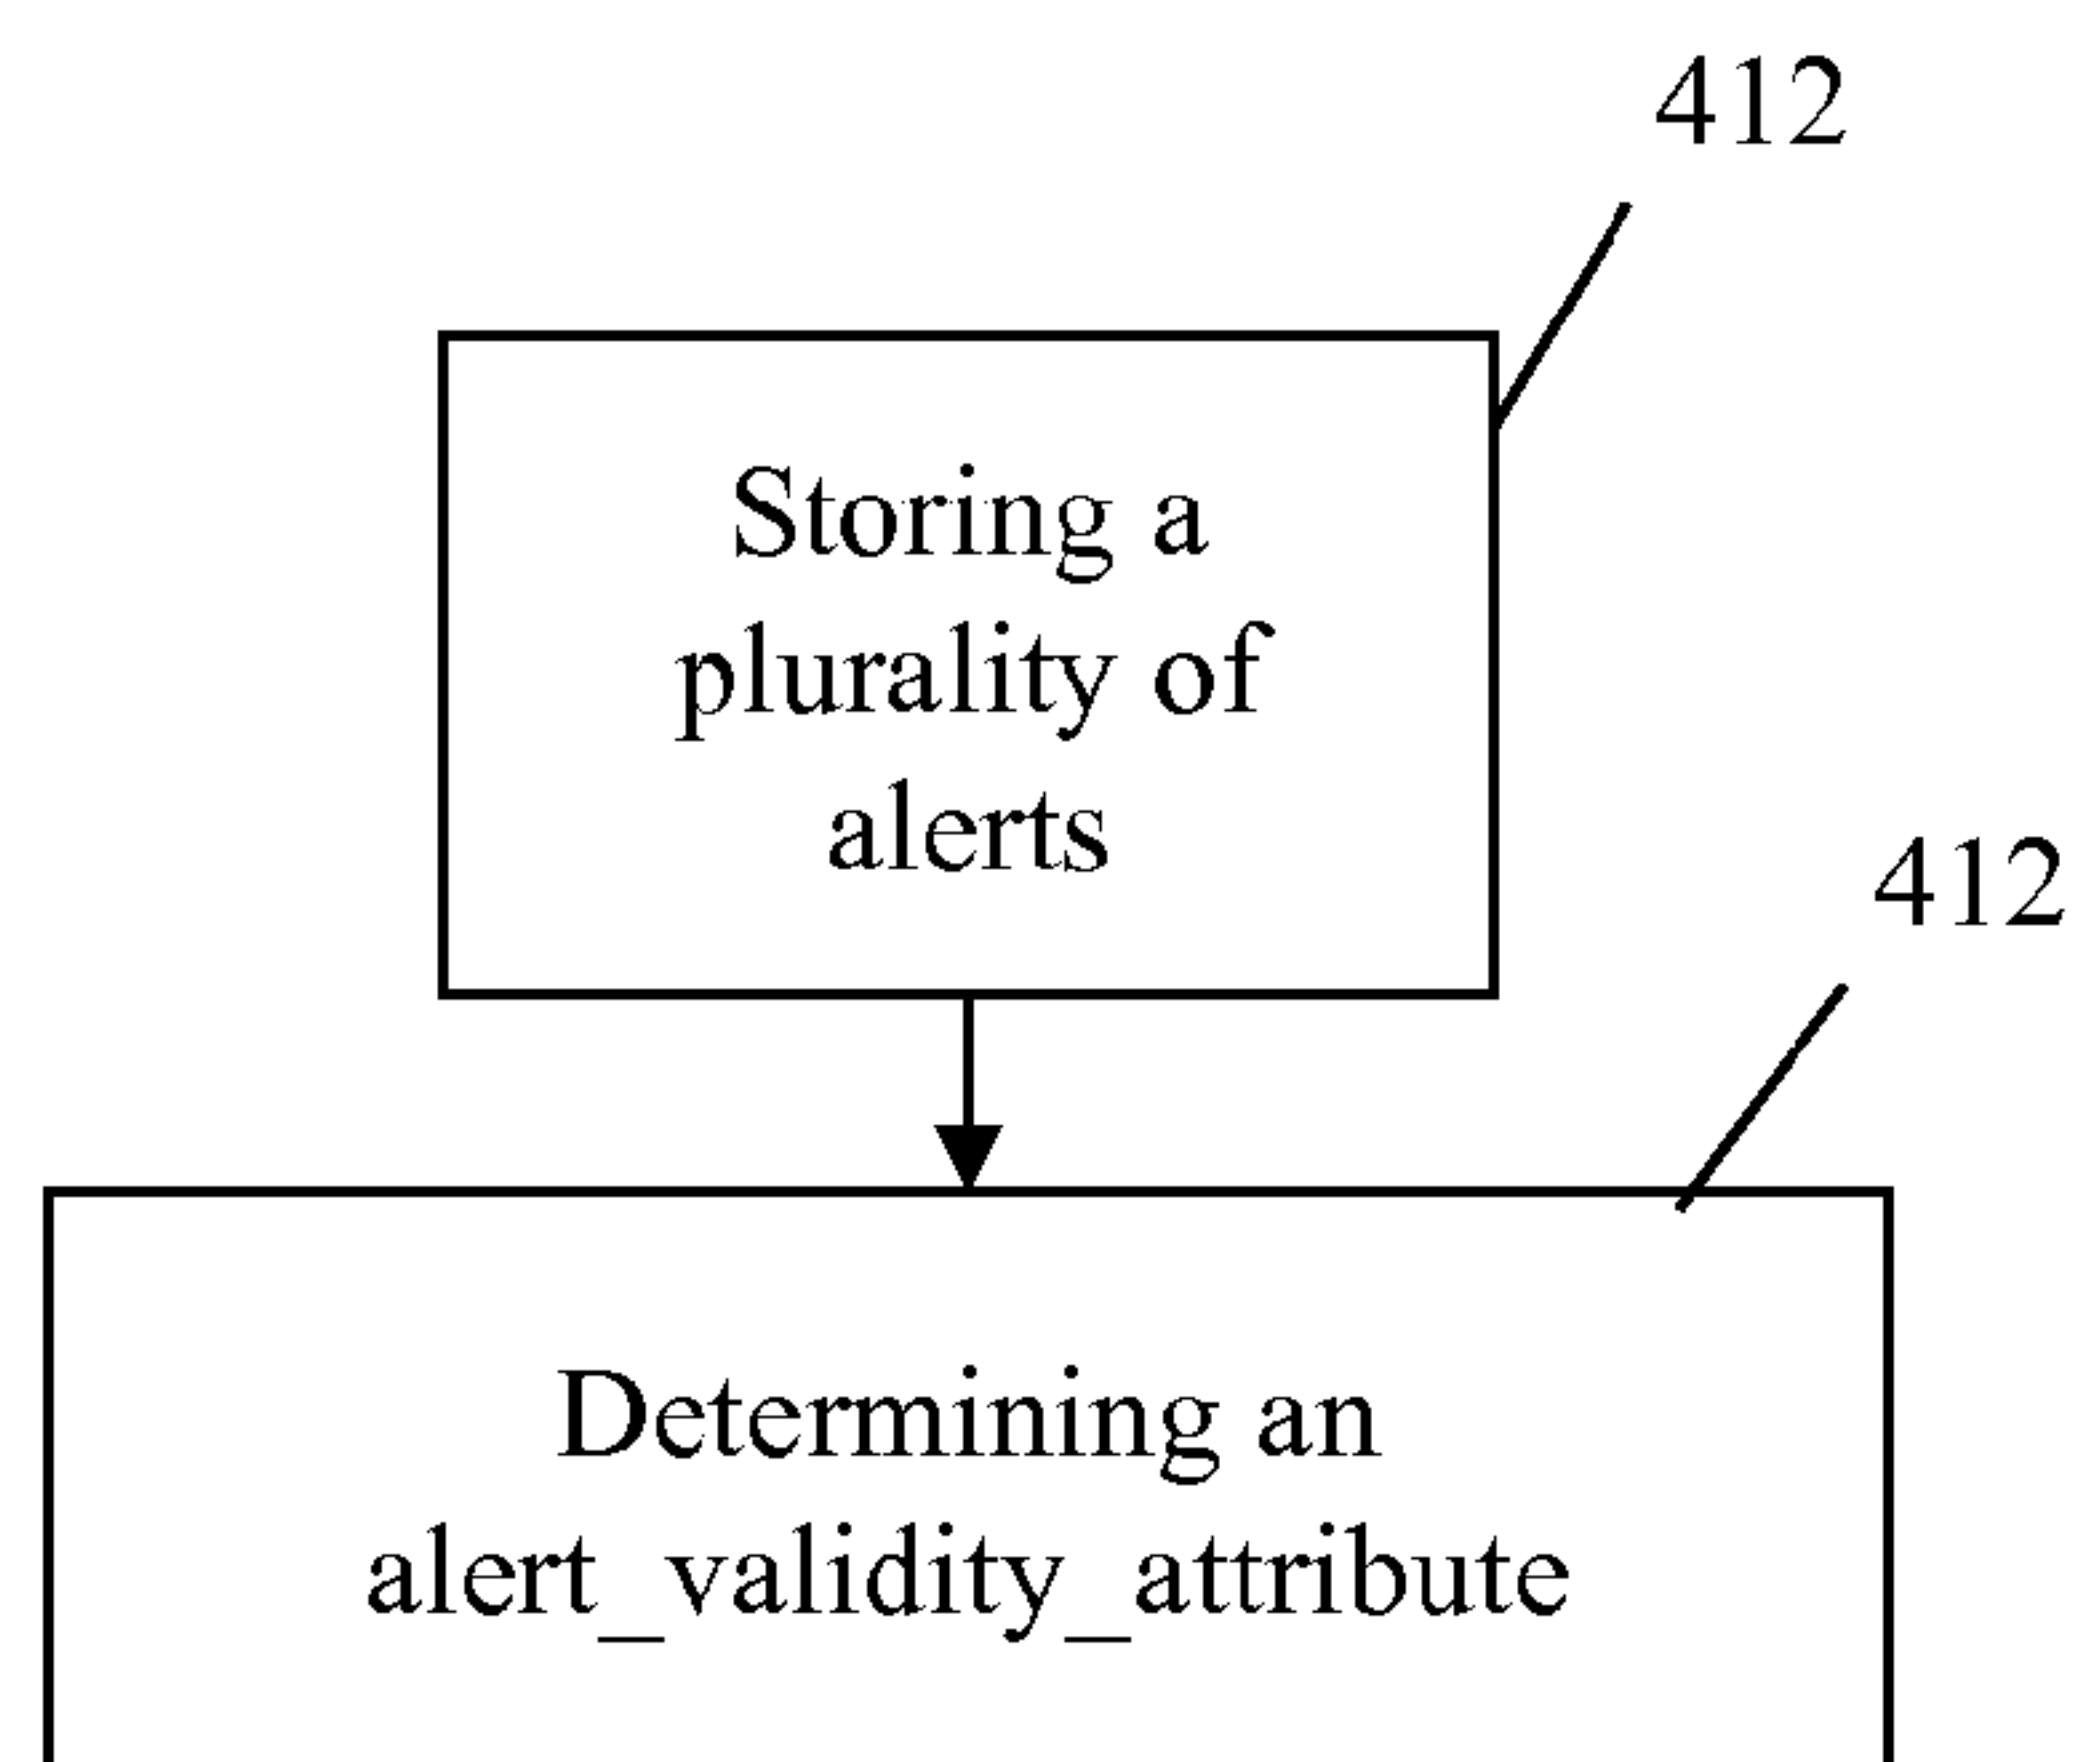 412
Storing a
plurality of
alerts
412
Determining an
alert_validity_attribute